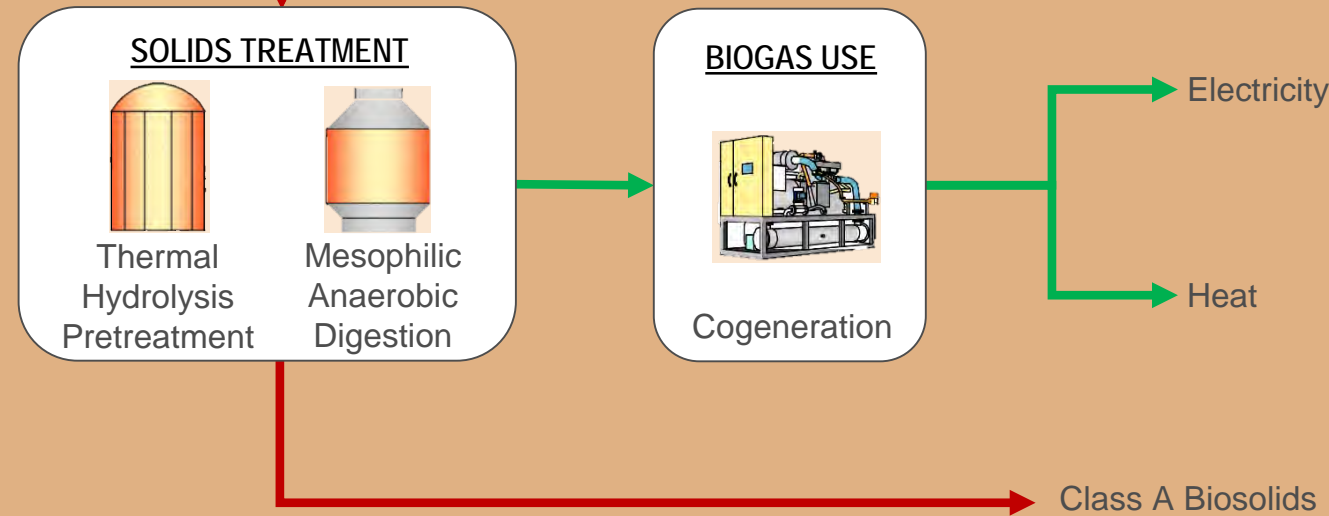 SOLIDS TREATMENT
Thermal
Hydrolysis
Pretreatment
Mesophilic
Anaerobic
Digestion
BIOGAS USE
Cogeneration
Electricity
Heat
Class A Biosolids